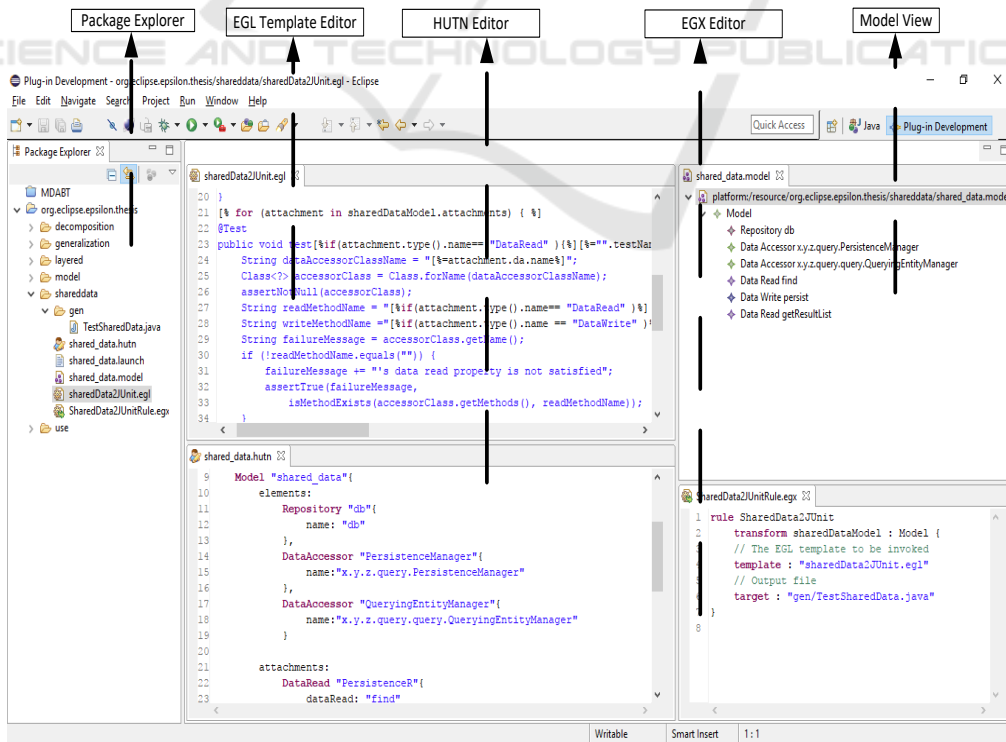 Package Explorer
EGL Template Editor
HUTN Editor
EGX Editor
Model View
SCIENCE AND TECHNOLOGY PUBLICATIONS
Plug-in Development - org.eclipse.epsilon.thesis/shareddata/sharedData2JUnit.egl - Eclipse
File Edit Navigate Search Project Run Window Help
Quick Access
Java
Plug-in Development
Package Explorer
MDABT
org.eclipse.epsilon.thesis
decomposition
generalization
layered
model
shareddata
gen
TestSharedData.java
shared_data.hutn
shared_data.launch
shared_data.model
sharedData2JUnit.egl
SharedData2JUnitRule.egx
use
sharedData2JUnit.egl
20 }
21 [% for (attachment in sharedDataModel.attachments) { %]
22 @Test
23 public void test[%if(attachment.type().name== "DataRead" ){%][%="".testNa
24 String dataAccessorClassName = "[%=attachment.da.name%]";
25 Class<?> accessorClass = Class.forName(dataAccessorClassName);
26 assertNotNull(accessorClass);
27 String readMethodName = "[%if(attachment.type().name== "DataRead" )%]
28 String writeMethodName ="[%if(attachment.type().name == "DataWrite" )
29 String failureMessage = accessorClass.getName();
30 if (!readMethodName.equals("")) {
31 failureMessage += "'s data read property is not satisfied";
32 assertTrue(failureMessage,
33 isMethodExists(accessorClass.getMethods(), readMethodName));
34 }
shared_data.hutn
9 Model "shared_data"{
10 elements:
11 Repository "db"{
12 name: "db"
13 },
14 DataAccessor "PersistenceManager"{
15 name:"x.y.z.query.PersistenceManager"
16 },
17 DataAccessor "QueryingEntityManager"{
18 name:"x.y.z.query.query.QueryingEntityManager"
19 }
20
21 attachments:
22 DataRead "PersistenceR"{
23 dataRead: "find"
shared_data.model
platform:/resource/org.eclipse.epsilon.thesis/shareddata/shared_data.mode
Model
Repository db
Data Accessor x.y.z.query.PersistenceManager
Data Accessor x.y.z.query.query.QueryingEntityManager
Data Read find
Data Write persist
Data Read getResultList
SharedData2JUnitRule.egx
1 rule SharedData2JUnit
2 transform sharedDataModel : Model {
3 // The EGL template to be invoked
4 template : "sharedData2JUnit.egl"
5 // Output file
6 target : "gen/TestSharedData.java"
7 }
8
Writable
Smart Insert
1 : 1